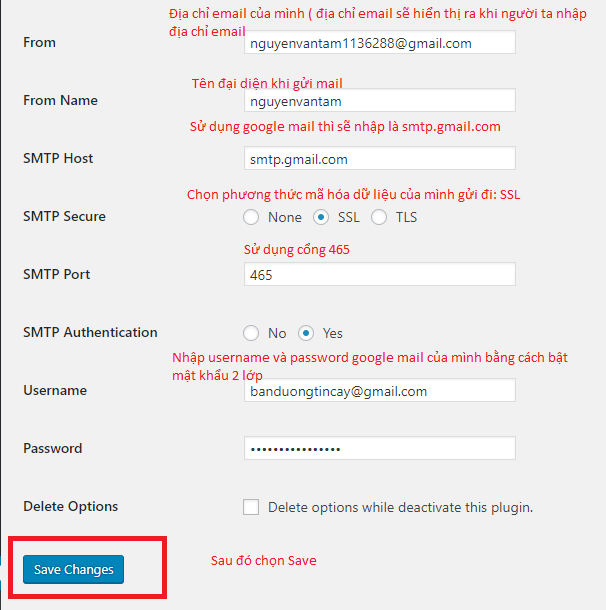 Địa chỉ email của mình ( địa chỉ email sẽ hiển thị ra khi người ta nhập
địa chỉ email
From
nguyenvantam1136288@gmail.com
Tên đại diện khi gửi mail
From Name
nguyenvantam
Sử dụng google mail thì sẽ nhập là smtp.gmail.com
SMTP Host
smtp.gmail.com
Chọn phương thức mã hóa dữ liệu của mình gửi đi: SSL
SMTP Secure
None SSL TLS
Sử dụng cổng 465
SMTP Port
465
SMTP Authentication
No Yes
Nhập username và password google mail của mình bằng cách bật
mật khẩu 2 lớp
Username
banduongtincay@gmail.com
Password
••••••••••••••••
Delete Options
Delete options while deactivate this plugin.
Save Changes
Sau đó chọn Save